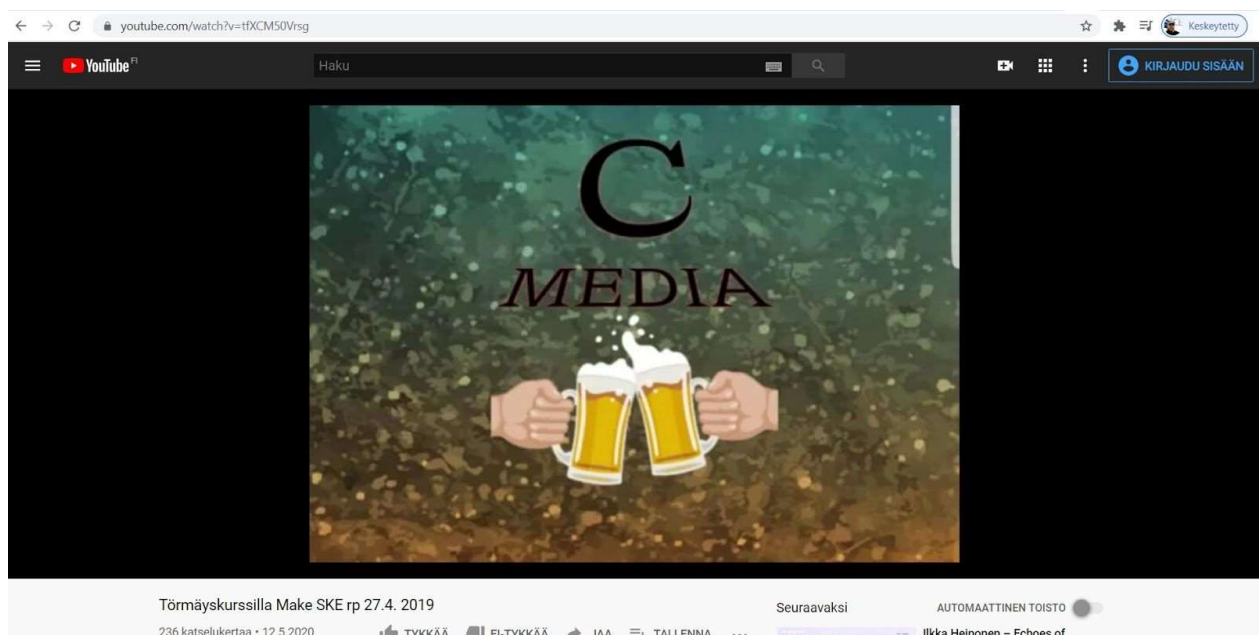 youtube.com/watch?v=tfXCM50Vrsg
Keskeytetty
YouTube FI
Haku
KIRJAUDU SISÄÄN
C
MEDIA
Törmäyskurssilla Make SKE rp 27.4. 2019
236 katselukertaa • 12.5.2020
TYKKÄÄ
EI-TYKKÄÄ
JAA
TALLENNA
Seuraavaksi
AUTOMAATTINEN TOISTO
Ilkka Heinonen – Echoes of